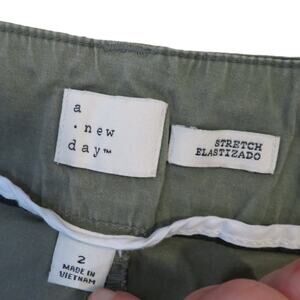 a
· new
day™
STRETCH
ELASTIZADO
2
MADE IN
VIETNAM